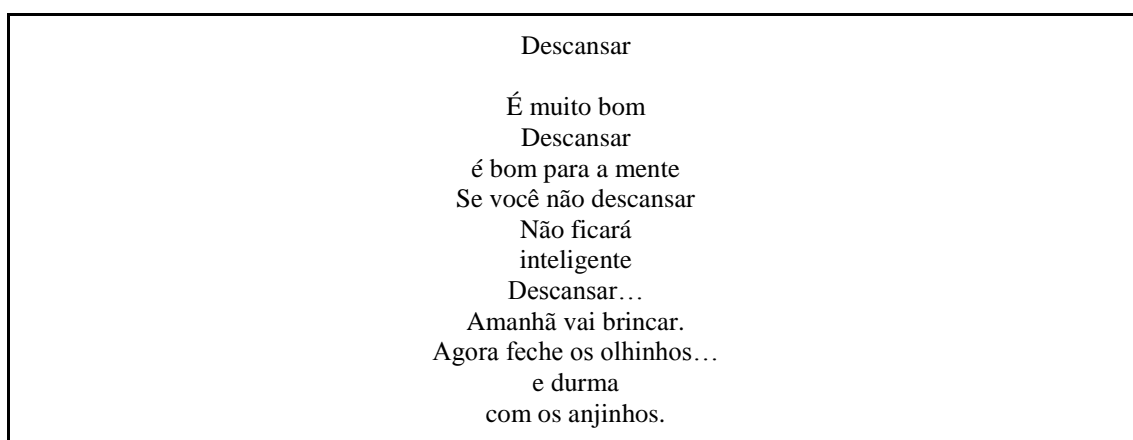 Descansar
É muito bom
Descansar
é bom para a mente
Se você não descansar
Não ficará
inteligente
Descansar…
Amanhã vai brincar.
Agora feche os olhinhos…
e durma
com os anjinhos.